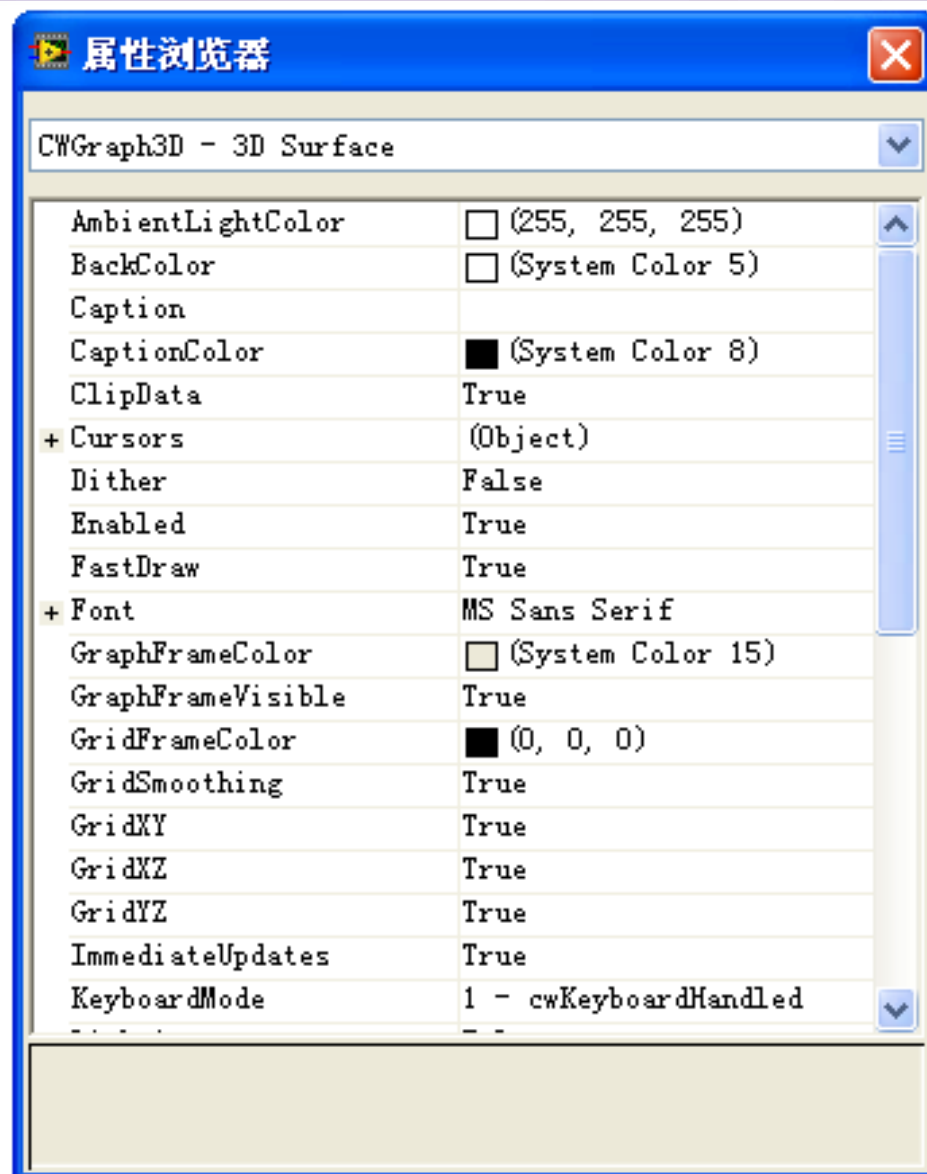 属性浏览器
CWGraph3D - 3D Surface
AmbientLightColor (255, 255, 255)
BackColor (System Color 5)
Caption
CaptionColor (System Color 8)
ClipData True
+ Cursors (Object)
Dither False
Enabled True
FastDraw True
+ Font MS Sans Serif
GraphFrameColor (System Color 15)
GraphFrameVisible True
GridFrameColor (0, 0, 0)
GridSmoothing True
GridXY True
GridXZ True
GridYZ True
ImmediateUpdates True
KeyboardMode 1 - cwKeyboardHandled